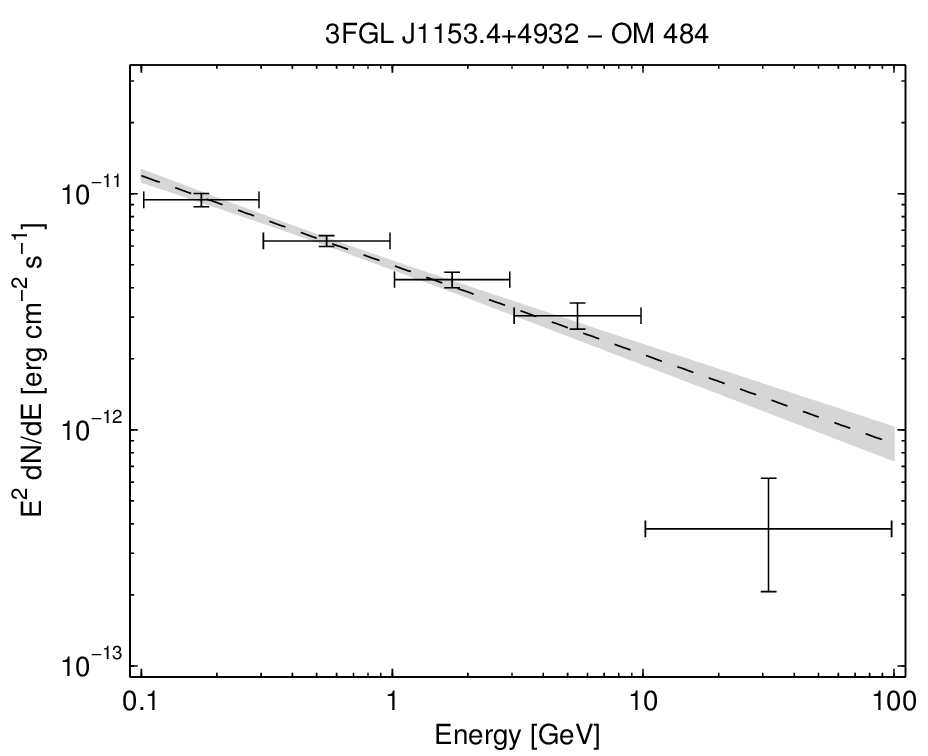 3FGL J1153.4+4932 − OM 484
E² dN/dE [erg cm⁻² s⁻¹]
10⁻¹¹
10⁻¹²
10⁻¹³
0.1 1 10 100
Energy [GeV]